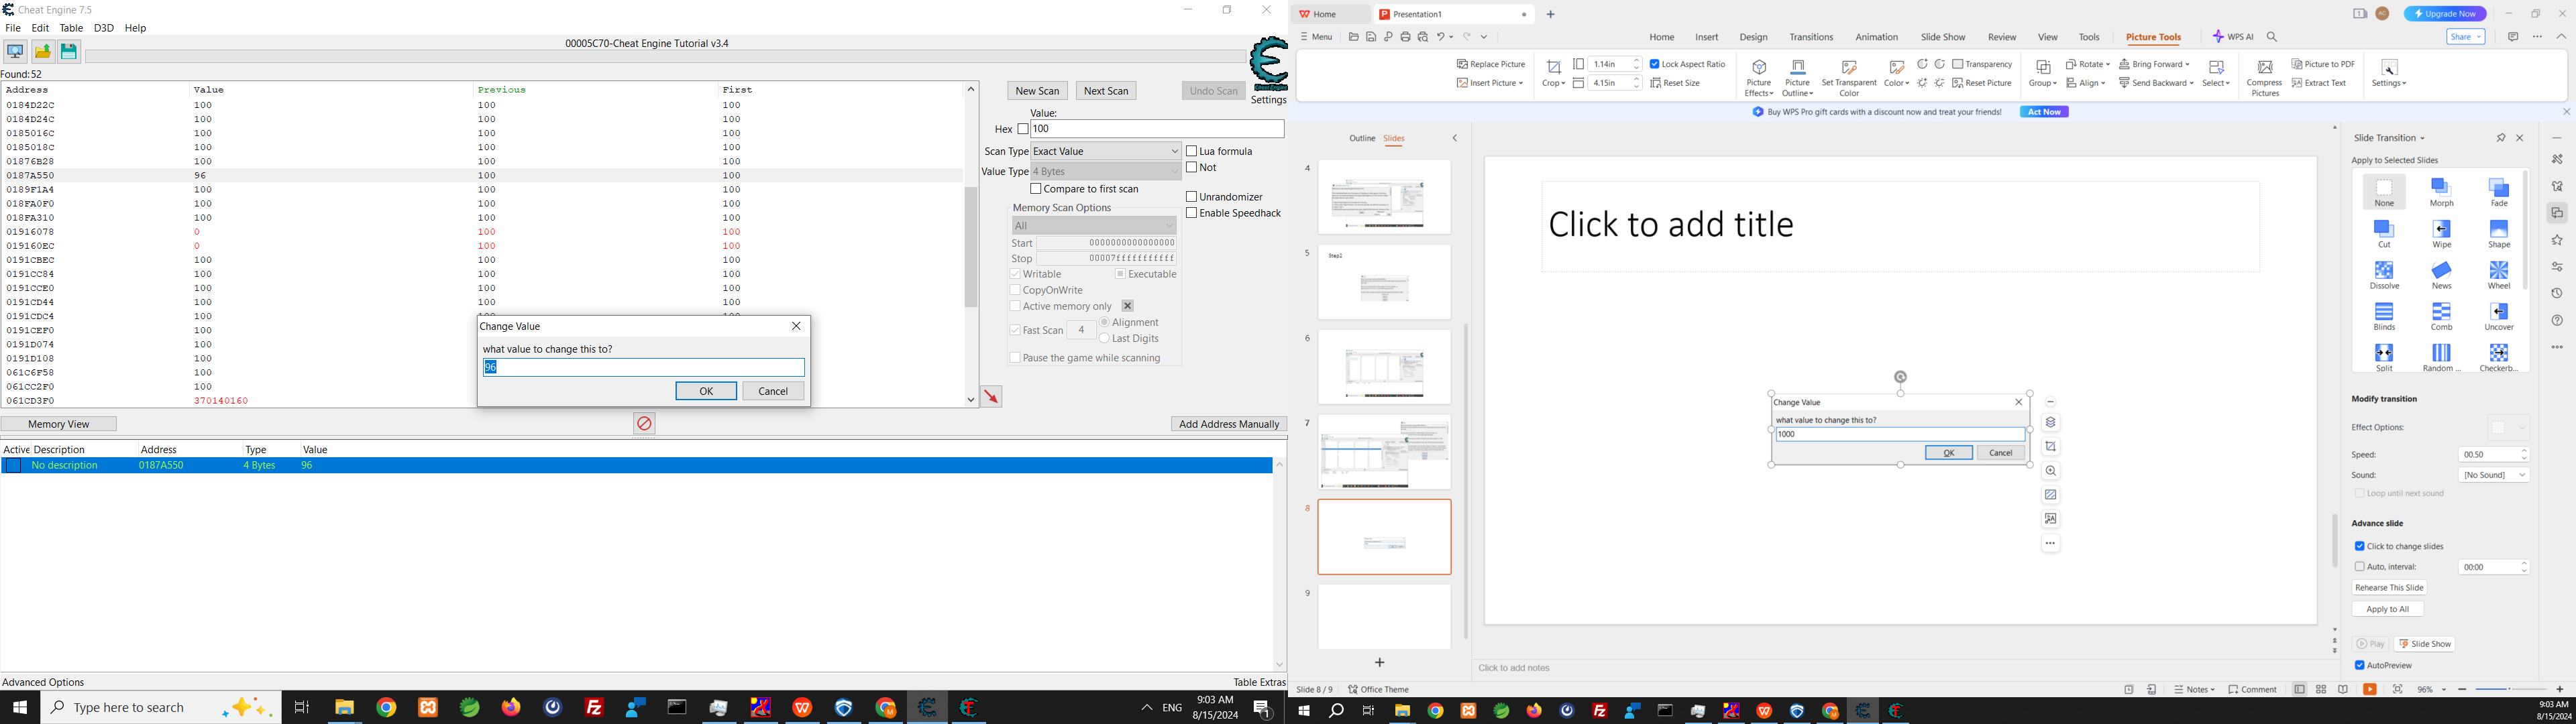 Cheat Engine 7.5
File Edit Table D3D Help
00005C70-Cheat Engine Tutorial v3.4
Found:52
Address Value Previous First
0184D22C 100 100 100
0184D24C 100 100 100
0185016C 100 100 100
0185018C 100 100 100
01876B28 100 100 100
0187A550 96 100 100
0189F1A4 100 100 100
018FA0F0 100 100 100
018FA310 100 100 100
01916078 0 100 100
019160EC 0 100 100
0191CBEC 100 100 100
0191CC84 100 100 100
0191CCE0 100 100 100
0191CD44 100 100 100
0191CDC4 100
0191CEF0 100
0191D074 100
0191D108 100
061C6F58 100
061CC2F0 100
061CD3F0 370140160
Change Value
what value to change this to?
96
OK Cancel
New Scan Next Scan Undo Scan
Cheat Engine
Settings
Value:
Hex 100
Scan Type Exact Value
Lua formula
Value Type 4 Bytes
Not
Compare to first scan
Unrandomizer
Enable Speedhack
Memory Scan Options
All
Start 0000000000000000
Stop 00007fffffffffff
Writable Executable
CopyOnWrite
Active memory only
Fast Scan 4 Alignment
Last Digits
Pause the game while scanning
Memory View
Add Address Manually
Active Description Address Type Value
No description 0187A550 4 Bytes 96
Advanced Options Table Extras
Type here to search
ENG
9:03 AM
8/15/2024
1
Home Presentation1
1
Upgrade Now
Menu
Home Insert Design Transitions Animation Slide Show Review View Tools Picture Tools WPS AI
Share
Replace Picture
Insert Picture
Crop
1.14in
4.15in
Lock Aspect Ratio
Reset Size
Picture Effects
Picture Outline
Set Transparent Color
Color
Transparency
Reset Picture
Group
Rotate
Align
Bring Forward
Send Backward
Select
Compress Pictures
Picture to PDF
Extract Text
Settings
Buy WPS Pro gift cards with a discount now and treat your friends! Act Now
Outline Slides
4
5
Step2
6
7
8
9
Click to add title
Change Value
what value to change this to?
1000
OK Cancel
Click to add notes
Slide Transition
Apply to Selected Slides
None Morph Fade
Cut Wipe Shape
Dissolve News Wheel
Blinds Comb Uncover
Split Random ... Checkerb...
Modify transition
Effect Options:
Speed: 00.50
Sound: [No Sound]
Loop until next sound
Advance slide
Click to change slides
Auto, interval: 00:00
Rehearse This Slide
Apply to All
Play Slide Show
AutoPreview
Slide 8 / 9 Office Theme
Notes Comment 96%
9:03 AM
8/15/2024